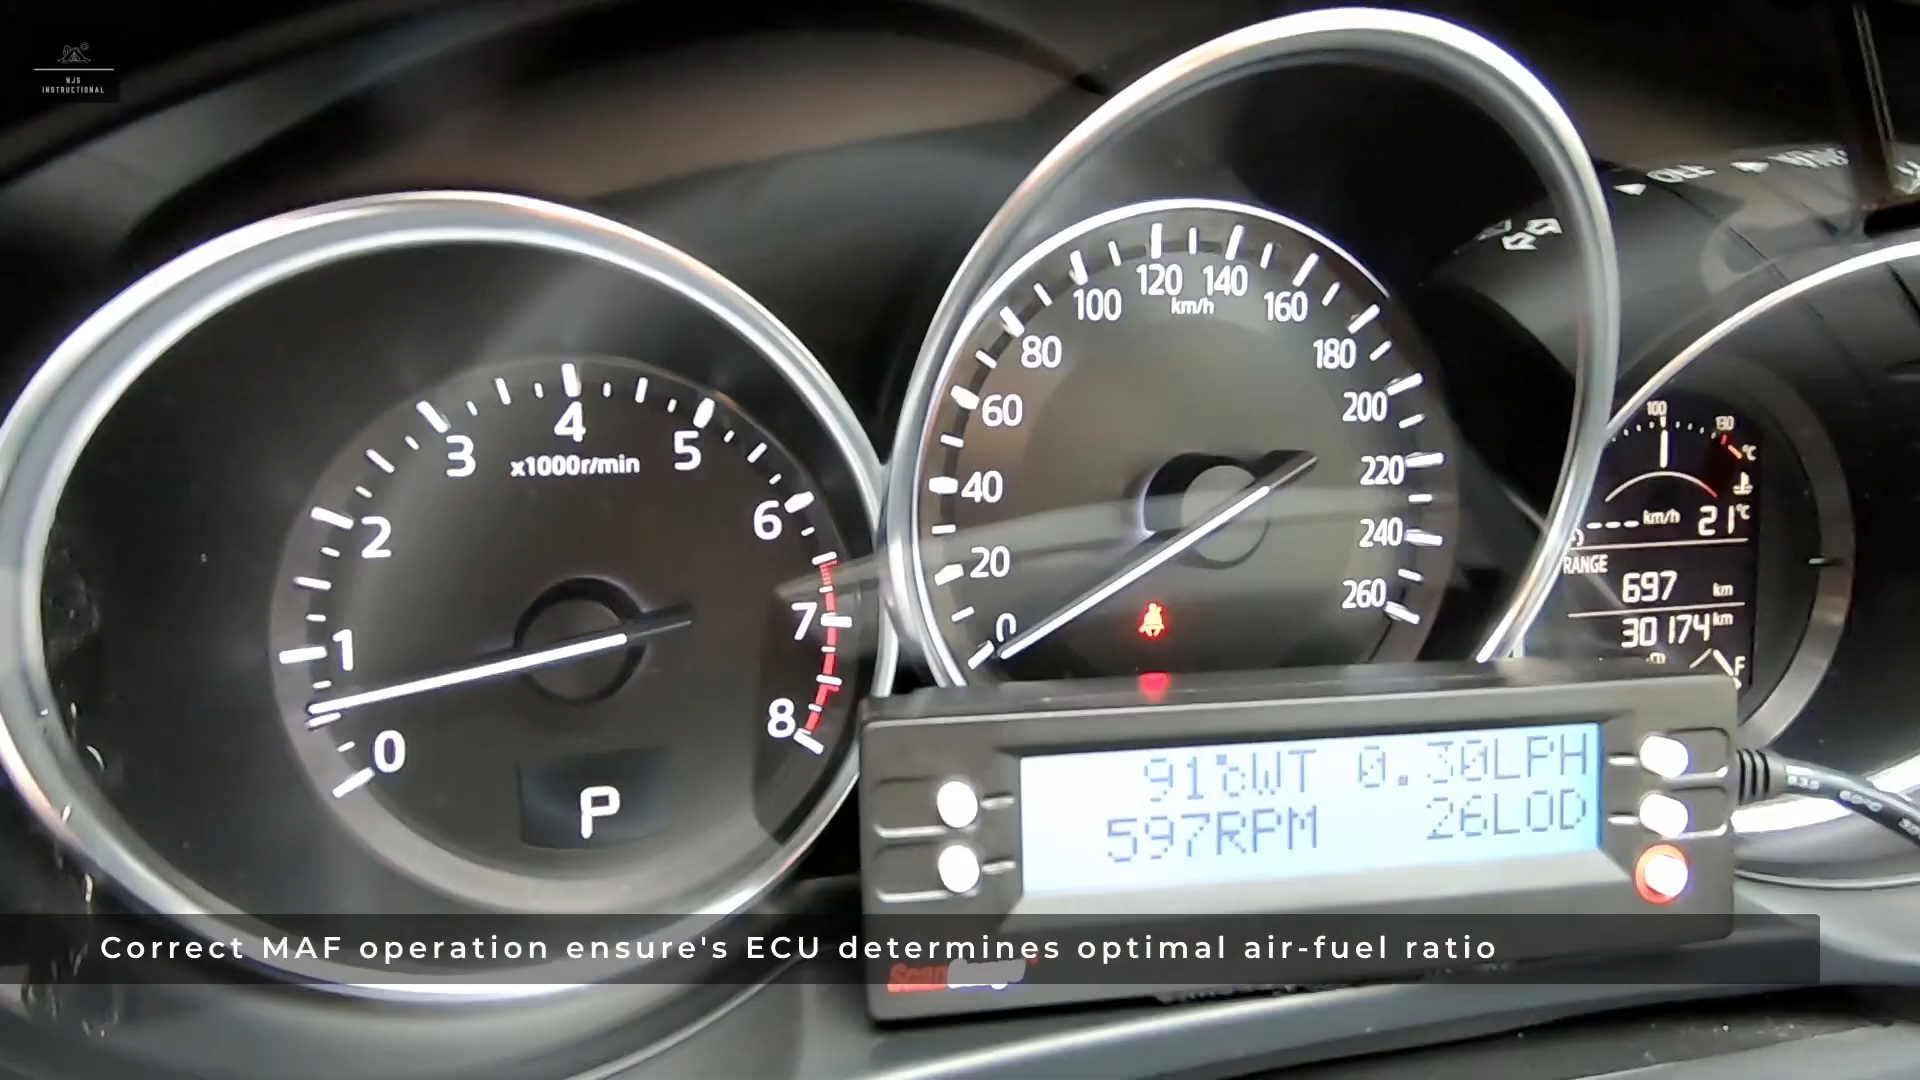 NJS
INSTRUCTIONAL
0
1
2
3
4
5
6
7
8
x1000r/min
P
0
20
40
60
80
100
120
140
160
180
200
220
240
260
km/h
OFF
100
130
°C
--- km/h 21°C
RANGE
697 km
30174 km
F
91°CWT 0.30LPH
597RPM 26LOD
Correct MAF operation ensure's ECU determines optimal air-fuel ratio